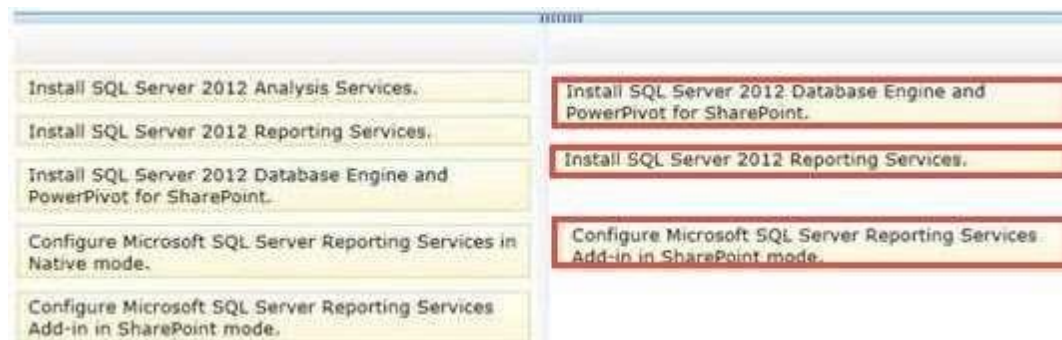 Install SQL Server 2012 Analysis Services.
Install SQL Server 2012 Reporting Services.
Install SQL Server 2012 Database Engine and
PowerPivot for SharePoint.
Configure Microsoft SQL Server Reporting Services in
Native mode.
Configure Microsoft SQL Server Reporting Services
Add-in in SharePoint mode.
Install SQL Server 2012 Database Engine and
PowerPivot for SharePoint.
Install SQL Server 2012 Reporting Services.
Configure Microsoft SQL Server Reporting Services
Add-in in SharePoint mode.